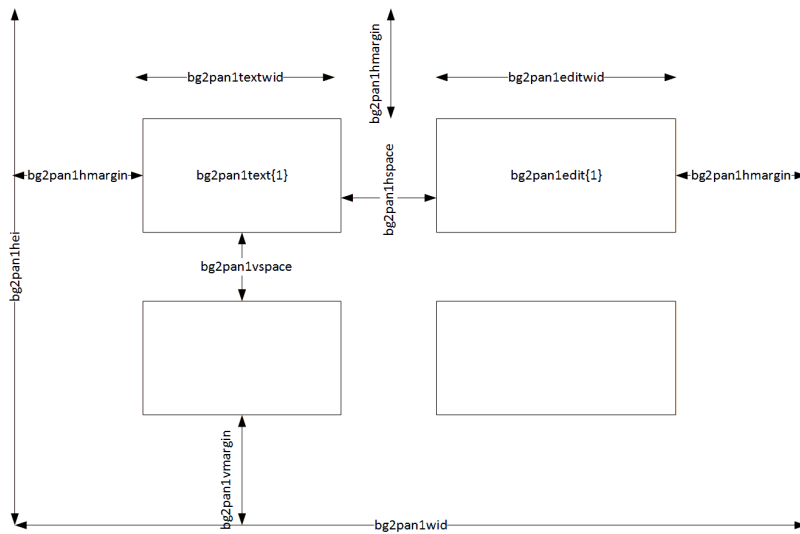 bg2pan1hmargin
bg2pan1textwid
bg2pan1editwid
bg2pan1hmargin
bg2pan1text{1}
bg2pan1hspace
bg2pan1edit{1}
bg2pan1hmargin
bg2pan1hei
bg2pan1vspace
bg2pan1vmargin
bg2pan1wid